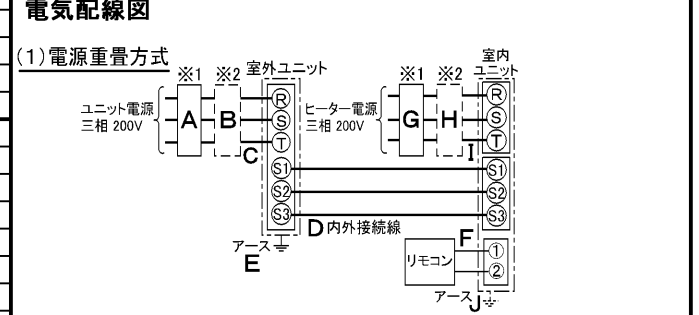 電気配線図
(1)電源重畳方式
※1 ※2 室外ユニット
ユニット電源
三相 200V
A B
R
S
T
C
S1
S2
S3
D 内外接続線
アース
E
※1 ※2 室内
ユニット
ヒーター電源
三相 200V
G H
R
S
T
I
S1
S2
S3
F
リモコン
1
2
アース J